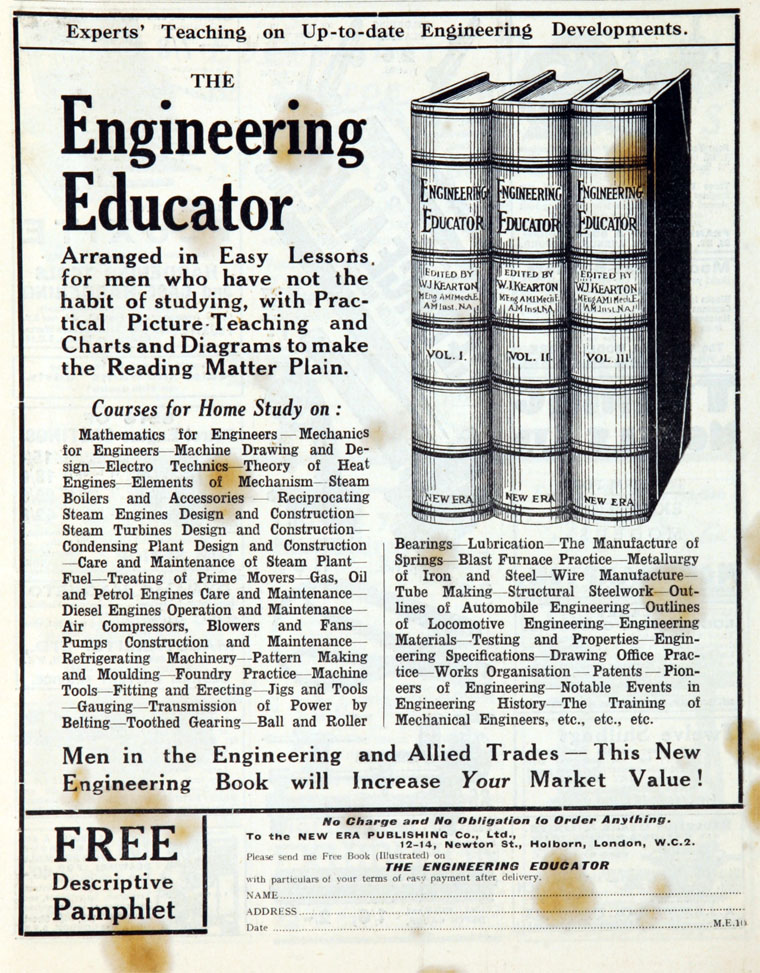 Experts' Teaching on Up-to-date Engineering Developments.
THE
Engineering
Educator
Arranged in Easy Lessons,
for men who have not the
habit of studying, with Prac-
tical Picture-Teaching and
Charts and Diagrams to make
the Reading Matter Plain.
Courses for Home Study on :
Mathematics for Engineers—Mechanics
for Engineers—Machine Drawing and De-
sign—Electro Technics—Theory of Heat
Engines—Elements of Mechanism—Steam
Boilers and Accessories — Reciprocating
Steam Engines Design and Construction—
Steam Turbines Design and Construction—
Condensing Plant Design and Construction
—Care and Maintenance of Steam Plant—
Fuel—Treating of Prime Movers—Gas, Oil
and Petrol Engines Care and Maintenance—
Diesel Engines Operation and Maintenance—
Air Compressors, Blowers and Fans—
Pumps Construction and Maintenance—
Refrigerating Machinery—Pattern Making
and Moulding—Foundry Practice—Machine
Tools—Fitting and Erecting—Jigs and Tools
—Gauging—Transmission of Power by
Belting—Toothed Gearing—Ball and Roller
ENGINEERING
EDUCATOR
EDITED BY
W.J. KEARTON
M Eng AMI Mech.E.
A M Inst. N.A.
VOL. I.
NEW ERA
ENGINEERING
EDUCATOR
EDITED BY
W.J. KEARTON
M Eng AMI Mech.E.
A M Inst. N.A.
VOL. II.
NEW ERA
ENGINEERING
EDUCATOR
EDITED BY
W.J. KEARTON
M Eng AMI Mech.E.
A M Inst. N.A.
VOL. III
NEW ERA
Bearings—Lubrication—The Manufacture of
Springs—Blast Furnace Practice—Metallurgy
of Iron and Steel—Wire Manufacture—
Tube Making—Structural Steelwork—Out-
lines of Automobile Engineering—Outlines
of Locomotive Engineering—Engineering
Materials—Testing and Properties—Engin-
eering Specifications—Drawing Office Prac-
tice—Works Organisation — Patents — Pion-
eers of Engineering—Notable Events in
Engineering History—The Training of
Mechanical Engineers, etc., etc., etc.
Men in the Engineering and Allied Trades — This New
Engineering Book will Increase Your Market Value !
FREE
Descriptive
Pamphlet
No Charge and No Obligation to Order Anything.
To the NEW ERA PUBLISHING Co., Ltd.,
12-14, Newton St., Holborn, London, W.C.2.
Please send me Free Book (Illustrated) on
THE ENGINEERING EDUCATOR
with particulars of your terms of easy payment after delivery.
NAME
ADDRESS
Date M.E.10